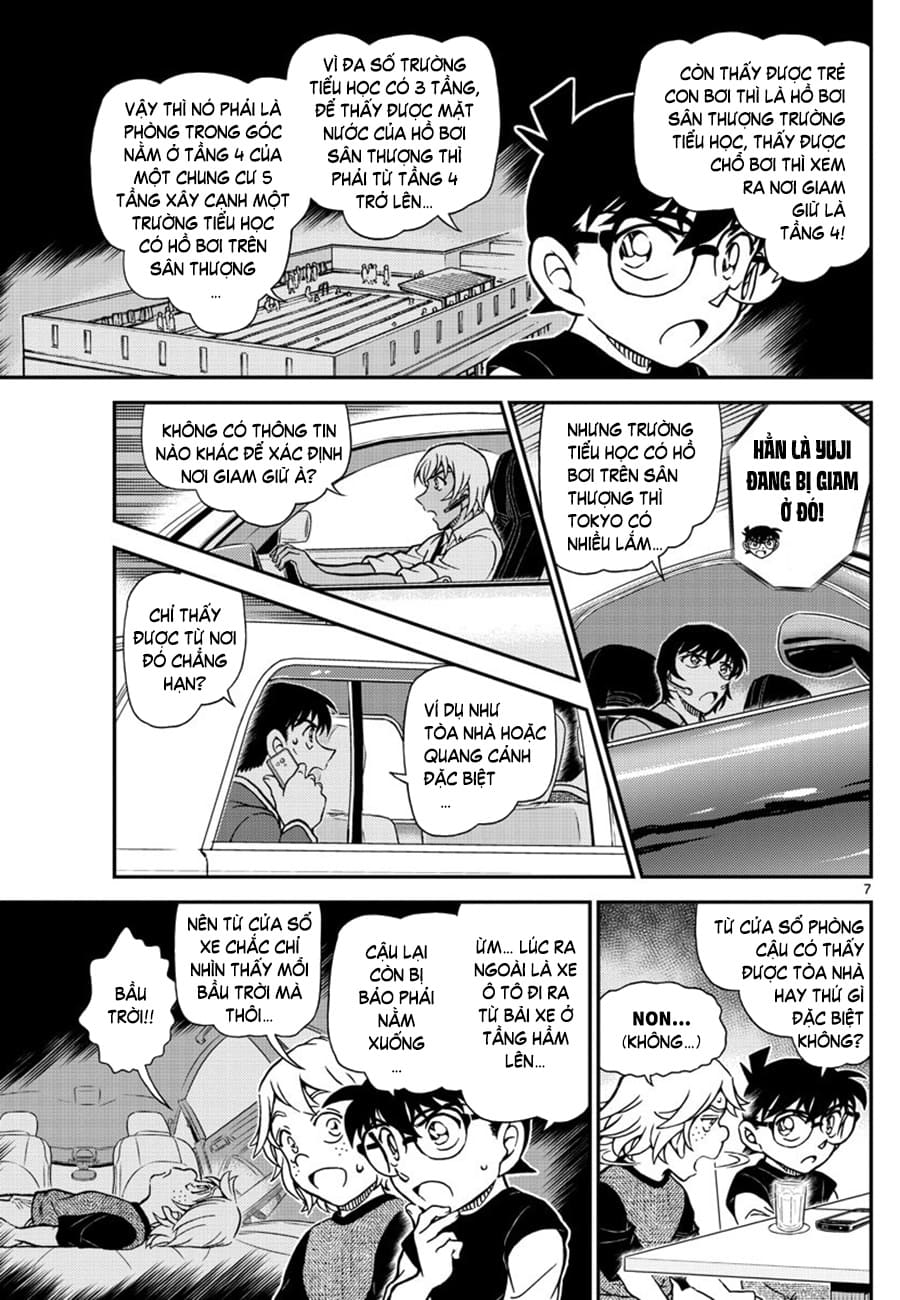 CÒN THẤY ĐƯỢC TRẺ
CON BƠI THÌ LÀ HỒ BƠI
SÂN THƯỢNG TRƯỜNG
TIỂU HỌC, THẤY ĐƯỢC
CHỔ BƠI THÌ XEM
RA NƠI GIAM
GIỮ LÀ
TẦNG 4!
VÌ ĐA SỐ TRƯỜNG
TIỂU HỌC CÓ 3 TẦNG,
ĐỂ THẤY ĐƯỢC MẶT
NƯỚC CỦA HỒ BƠI
SÂN THƯỢNG THÌ
PHẢI TỪ TẦNG 4
TRỞ LÊN...
VẬY THÌ NÓ PHẢI LÀ
PHÒNG TRONG GÓC
NẰM Ở TẦNG 4 CỦA
MỘT CHUNG CƯ 5
TẦNG XÂY CẠNH MỘT
TRƯỜNG TIỂU HỌC
CÓ HỒ BƠI TRÊN
SÂN THƯỢNG
...
HẲN LÀ YUJI
ĐANG BỊ GIAM
Ở ĐÓ!
NHƯNG TRƯỜNG
TIỂU HỌC CÓ HỒ
BƠI TRÊN SÂN
THƯỢNG THÌ
TOKYO CÓ
NHIỀU LẮM...
KHÔNG CÓ THÔNG TIN
NÀO KHÁC ĐỂ XÁC ĐỊNH
NƠI GIAM GIỮ À?
VÍ DỤ NHƯ
TÒA NHÀ HOẶC
QUANG CẢNH
ĐẶC BIỆT
...
CHỈ THẤY
ĐƯỢC TỪ NƠI
ĐÓ CHẲNG
HẠN?
7
TỪ CỬA SỔ PHÒNG
CẬU CÓ THẤY
ĐƯỢC TÒA NHÀ
HAY THỨ GÌ
ĐẶC BIỆT
KHÔNG?
NON...
(KHÔNG...)
ỪM... LÚC RA
NGOÀI LÀ XE
Ô TÔ ĐI RA
TỪ BÃI XE Ở
TẦNG HẦM
LÊN...
CẬU LẠI
CÒN BỊ
BẢO PHẢI
NẰM
XUỐNG
...
NÊN TỪ CỬA SỔ
XE CHẮC CHỈ
NHÌN THẤY MỖI
BẦU TRỜI MÀ
THÔI...
BẦU
TRỜI!!